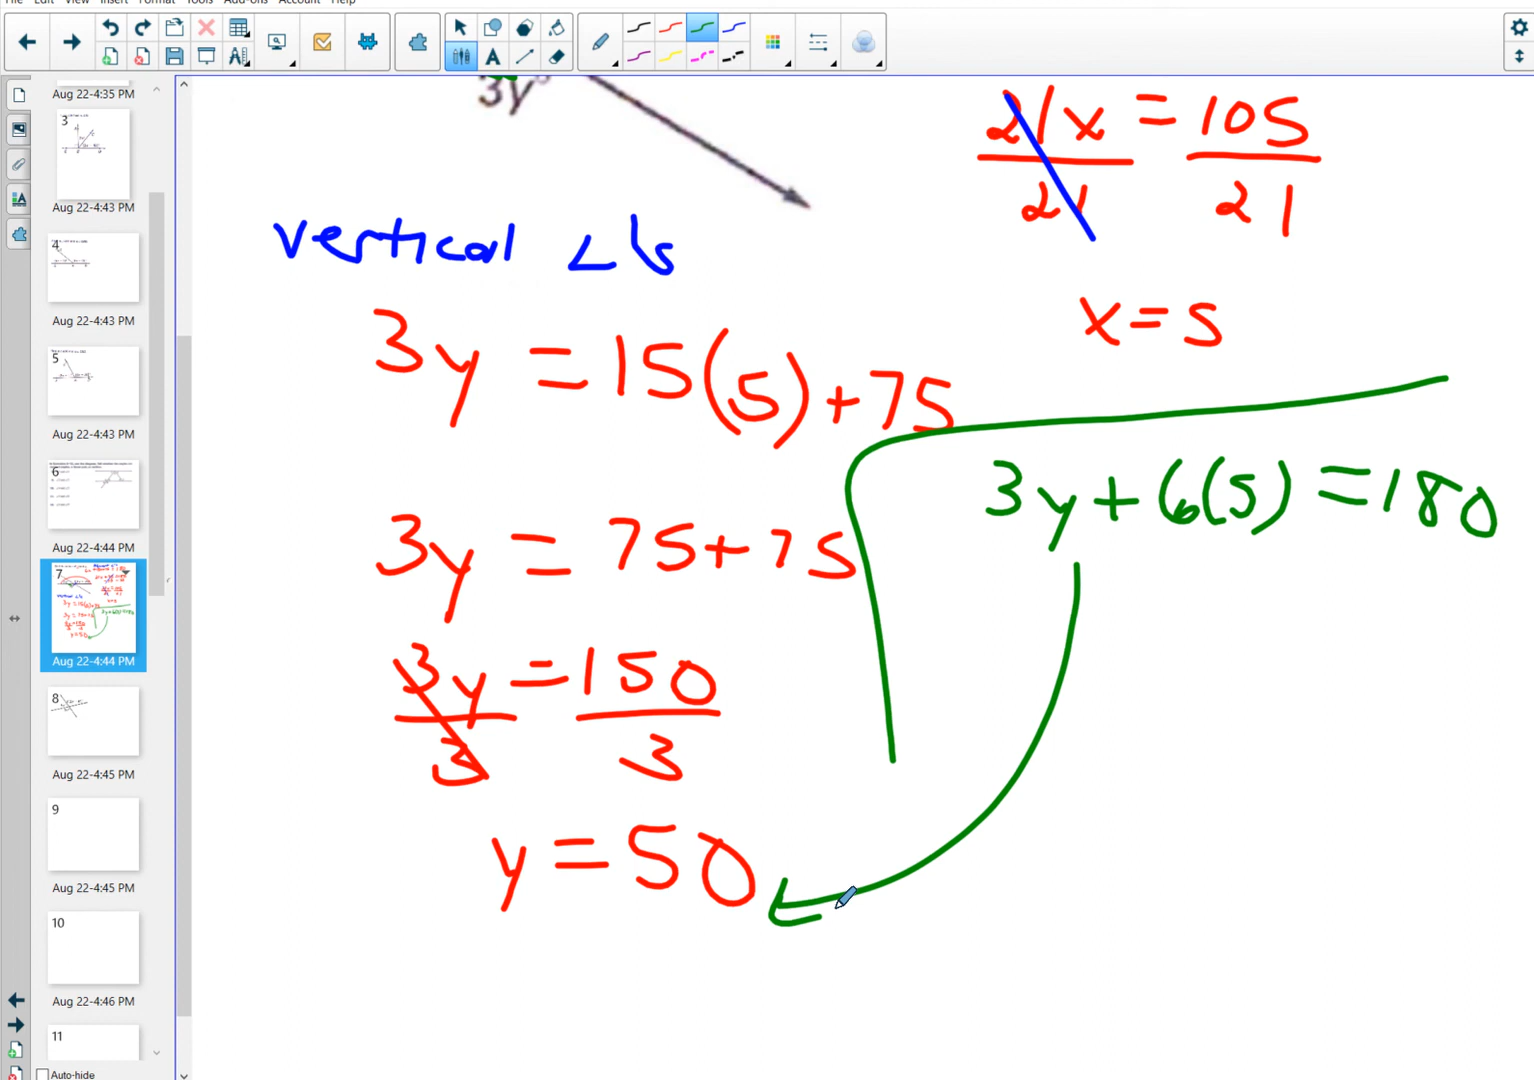 File Edit View Insert Format Tools Add-ons Account Help
Aug 22-4:35 PM
3
Aug 22-4:43 PM
4
Aug 22-4:43 PM
5
Aug 22-4:43 PM
6
Aug 22-4:44 PM
7
Aug 22-4:44 PM
8
Aug 22-4:45 PM
9
Aug 22-4:45 PM
10
Aug 22-4:46 PM
11
Auto-hide
3y°
21x = 105
21 21
x = 5
vertical ∠'s
3y = 15(5) + 75
3y = 75 + 75
3y = 150
3 3
y = 50
3y + 6(5) = 180